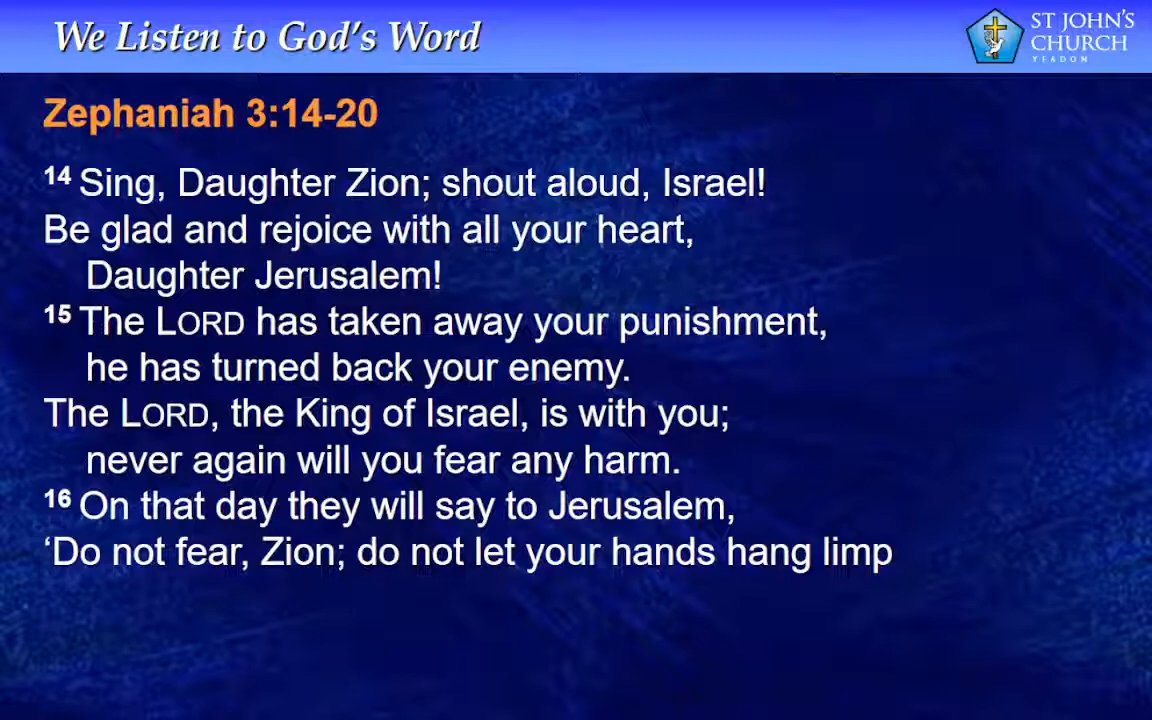 We Listen to God's Word
ST JOHN'S
CHURCH
YEADON
Zephaniah 3:14-20
14 Sing, Daughter Zion; shout aloud, Israel!
Be glad and rejoice with all your heart,
Daughter Jerusalem!
15 The LORD has taken away your punishment,
he has turned back your enemy.
The LORD, the King of Israel, is with you;
never again will you fear any harm.
16 On that day they will say to Jerusalem,
‘Do not fear, Zion; do not let your hands hang limp